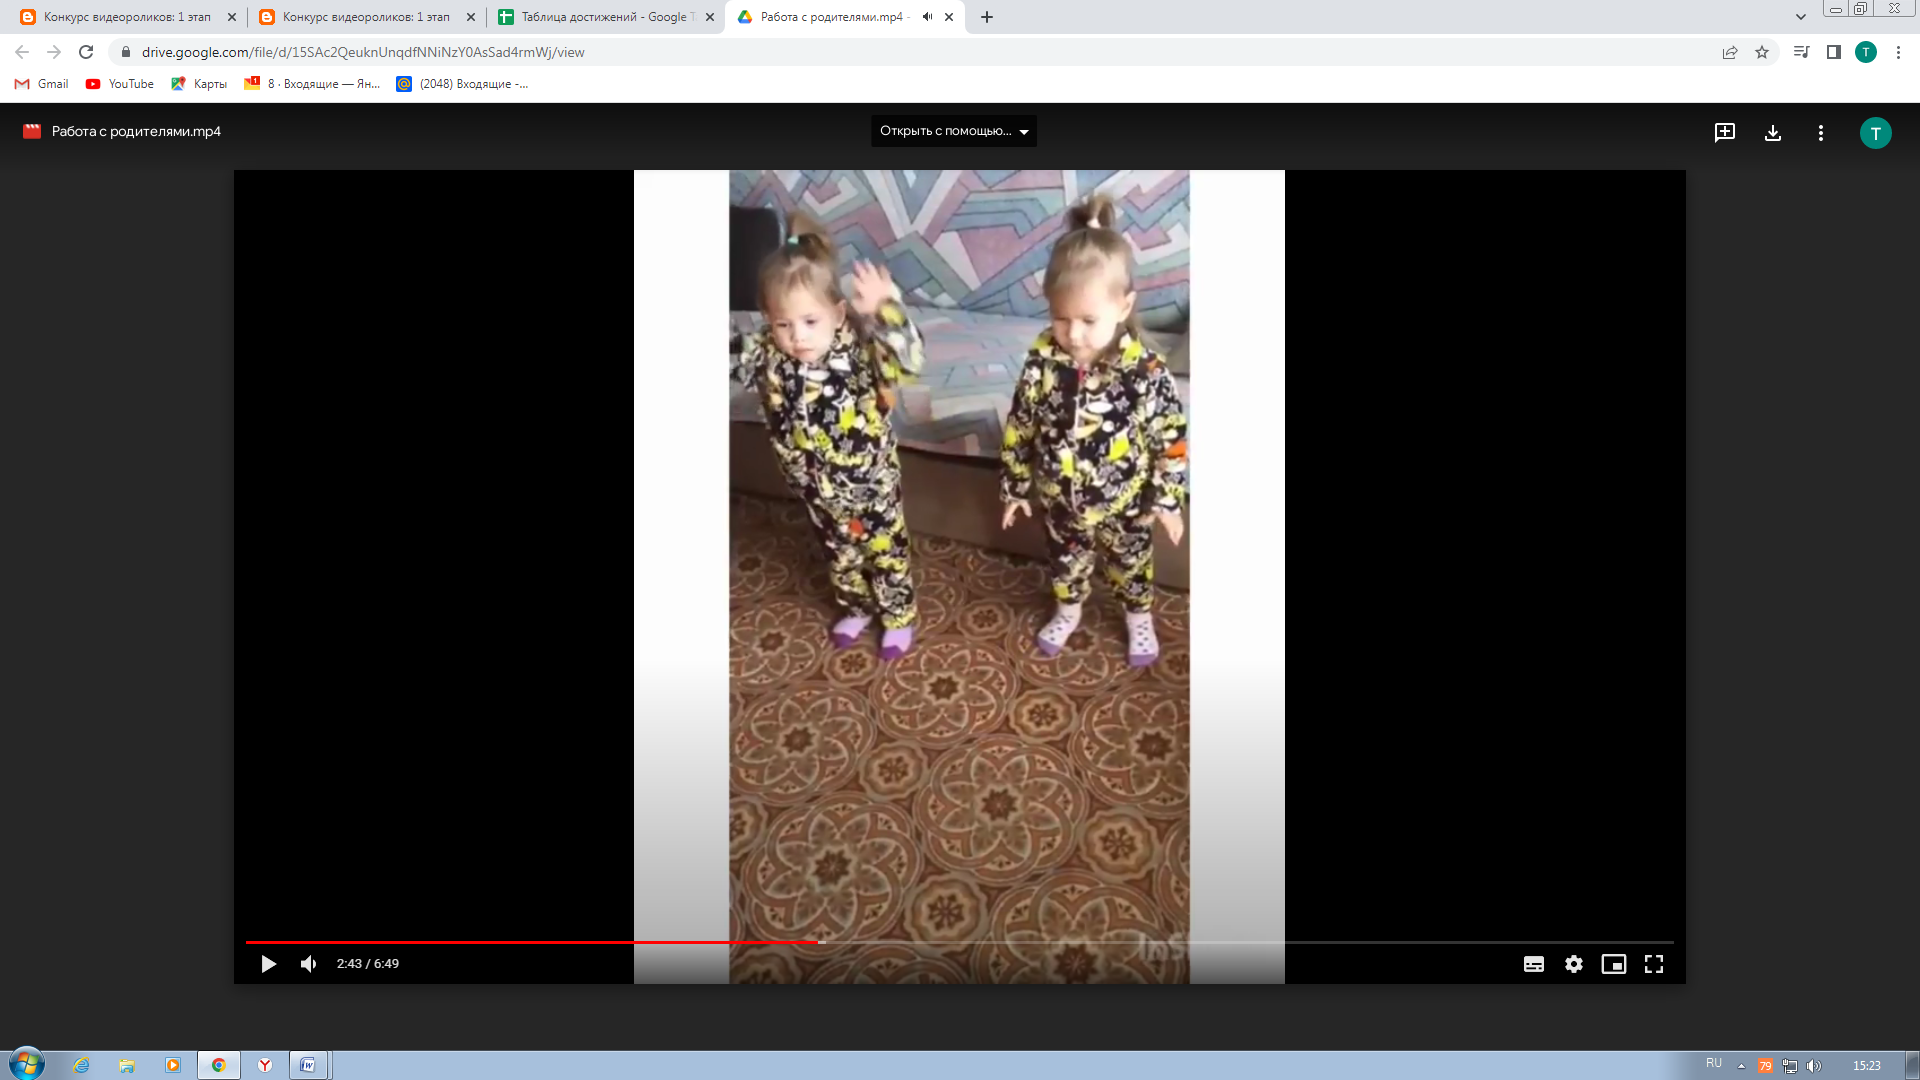 Конкурс видеороликов: 1 этап
Конкурс видеороликов: 1 этап
Таблица достижений - Google Т
Работа с родителями.mp4 -
drive.google.com/file/d/15SAc2QeuknUnqdfNNiNzY0AsSad4rmWj/view
T
Gmail
YouTube
Карты
1
8 · Входящие — Ян...
(2048) Входящие -...
Работа с родителями.mp4
Открыть с помощью...
T
InS
2:43 / 6:49
RU
79
15:23